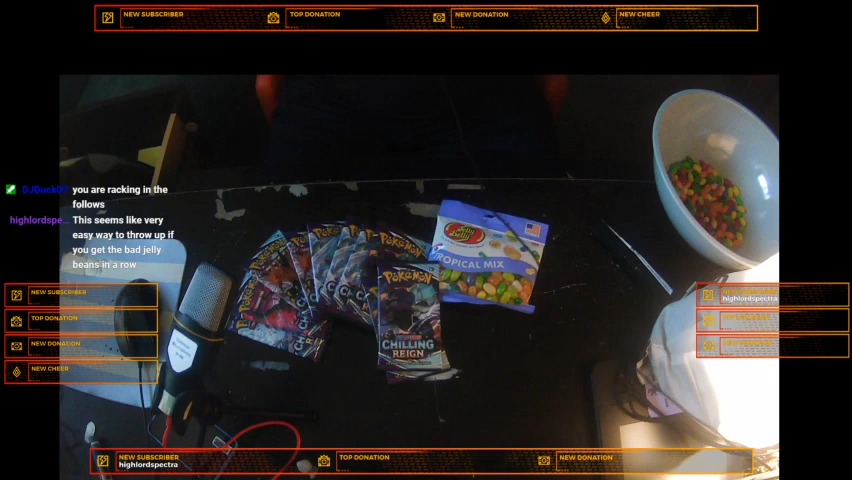 NEW SUBSCRIBER
TOP DONATION
NEW DONATION
NEW CHEER
you are racking in the
follows
highlordspe... This seems like very
easy way to throw up if
you get the bad jelly
beans in a row
NEW SUBSCRIBER
TOP DONATION
NEW DONATION
NEW CHEER
Pokémon
CHILLING
REIGN
Jelly
Belly
TROPICAL MIX
highlordspectra
NEW SUBSCRIBER
highlordspectra
TOP DONATION
NEW DONATION